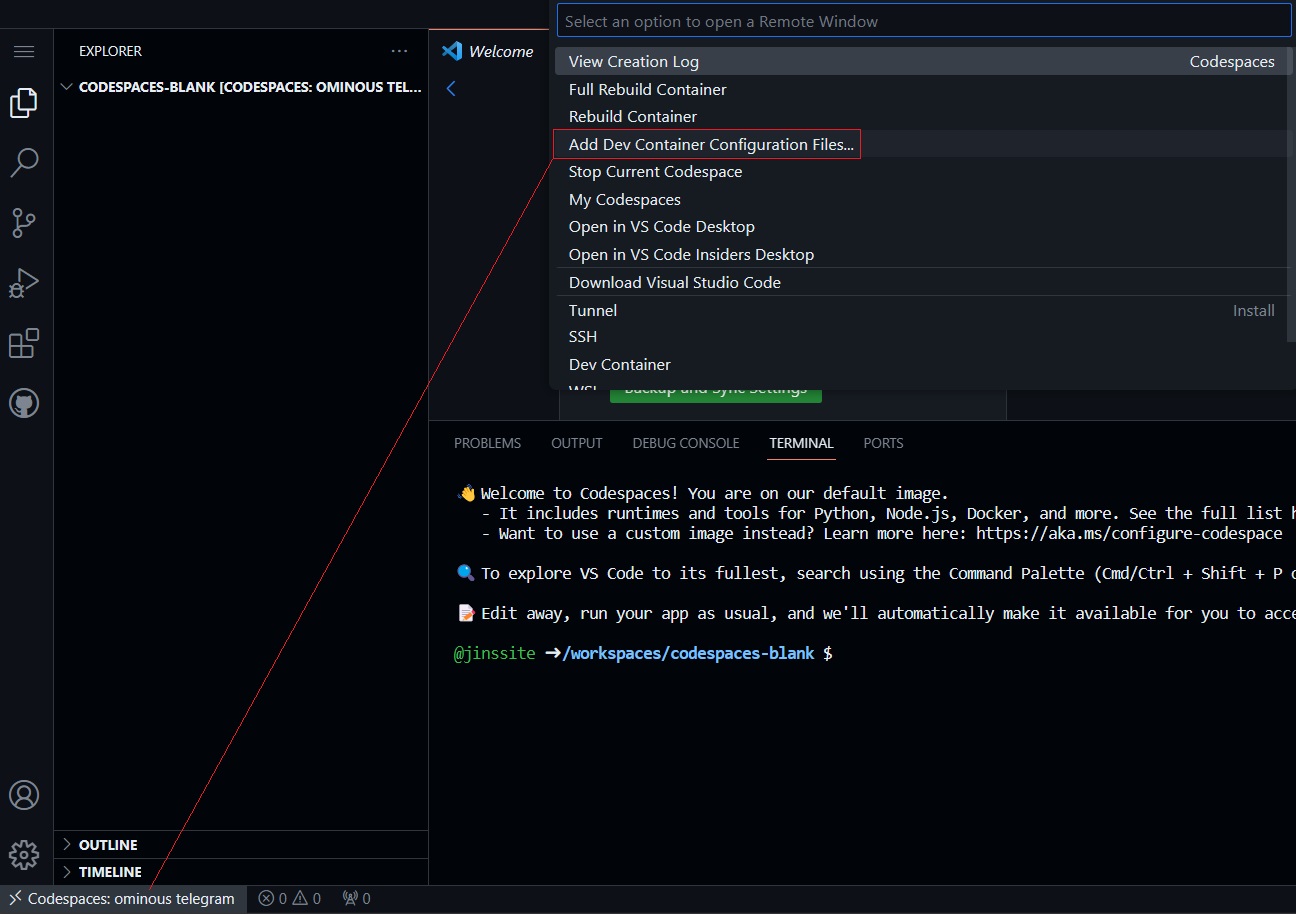 Select an option to open a Remote Window
EXPLORER
Welcome
View Creation Log Codespaces
CODESPACES-BLANK [CODESPACES: OMINOUS TEL...
Full Rebuild Container
Rebuild Container
Add Dev Container Configuration Files...
Stop Current Codespace
My Codespaces
Open in VS Code Desktop
Open in VS Code Insiders Desktop
Download Visual Studio Code
Tunnel Install
SSH
Dev Container
WSL
Backup and Sync Settings
PROBLEMS OUTPUT DEBUG CONSOLE TERMINAL PORTS
👋 Welcome to Codespaces! You are on our default image.
- It includes runtimes and tools for Python, Node.js, Docker, and more. See the full list
- Want to use a custom image instead? Learn more here: https://aka.ms/configure-codespace
🔍 To explore VS Code to its fullest, search using the Command Palette (Cmd/Ctrl + Shift + P
📝 Edit away, run your app as usual, and we'll automatically make it available for you to
@jinssite ➜/workspaces/codespaces-blank $
OUTLINE
TIMELINE
Codespaces: ominous telegram 0 0 0